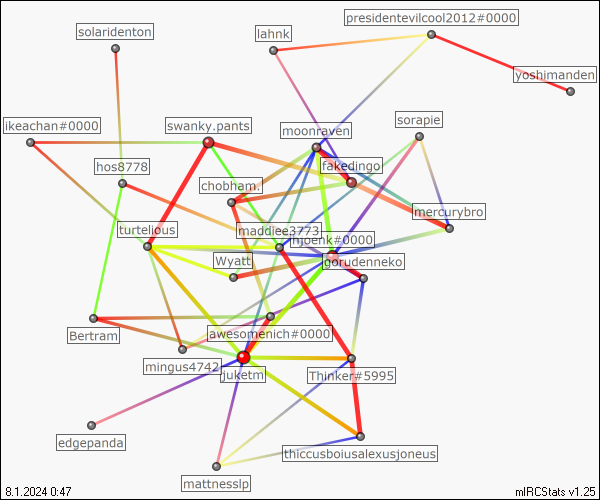 presidentevilcool2012#0000
solaridenton
lahnk
yoshimanden
sorapie
ikeachan#0000
swanky.pants
moonraven
hos8778
fakedingo
chobham.
mercurybro
turtelious
maddiee3773
mjoenk#0000
Wyatt
gorudenneko
Bertram
awesomenich#0000
mingus4742
juketm
Thinker#5995
edgepanda
thiccusboiusalexusjoneus
mattnesslp
8.1.2024 0:47
mIRCStats v1.25